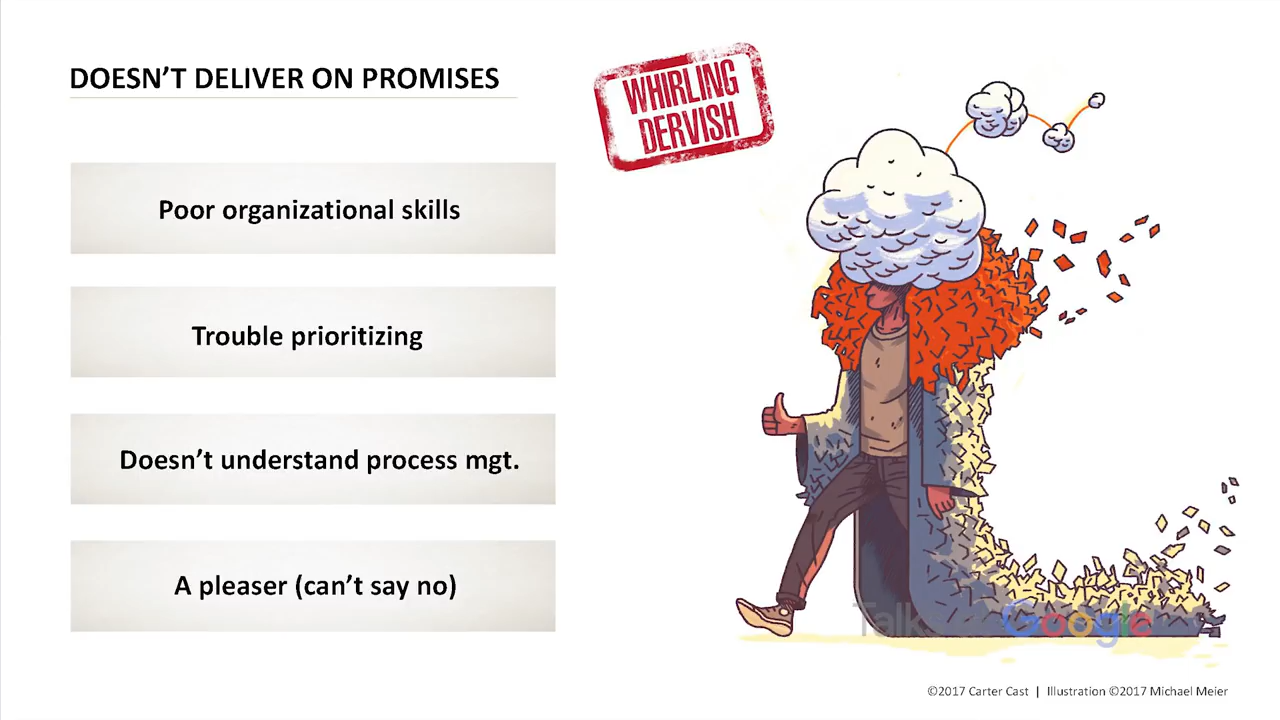 DOESN’T DELIVER ON PROMISES
WHIRLING
DERVISH
Poor organizational skills
Trouble prioritizing
Doesn’t understand process mgt.
A pleaser (can’t say no)
Talks Google
©2017 Carter Cast | Illustration ©2017 Michael Meier